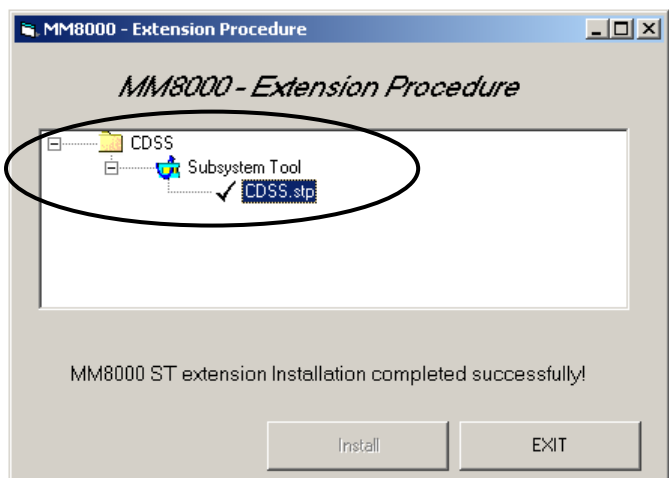 MM8000 - Extension Procedure
MM8000 - Extension Procedure
CDSS
Subsystem Tool
CDSS.stp
MM8000 ST extension Installation completed successfully!
Install EXIT